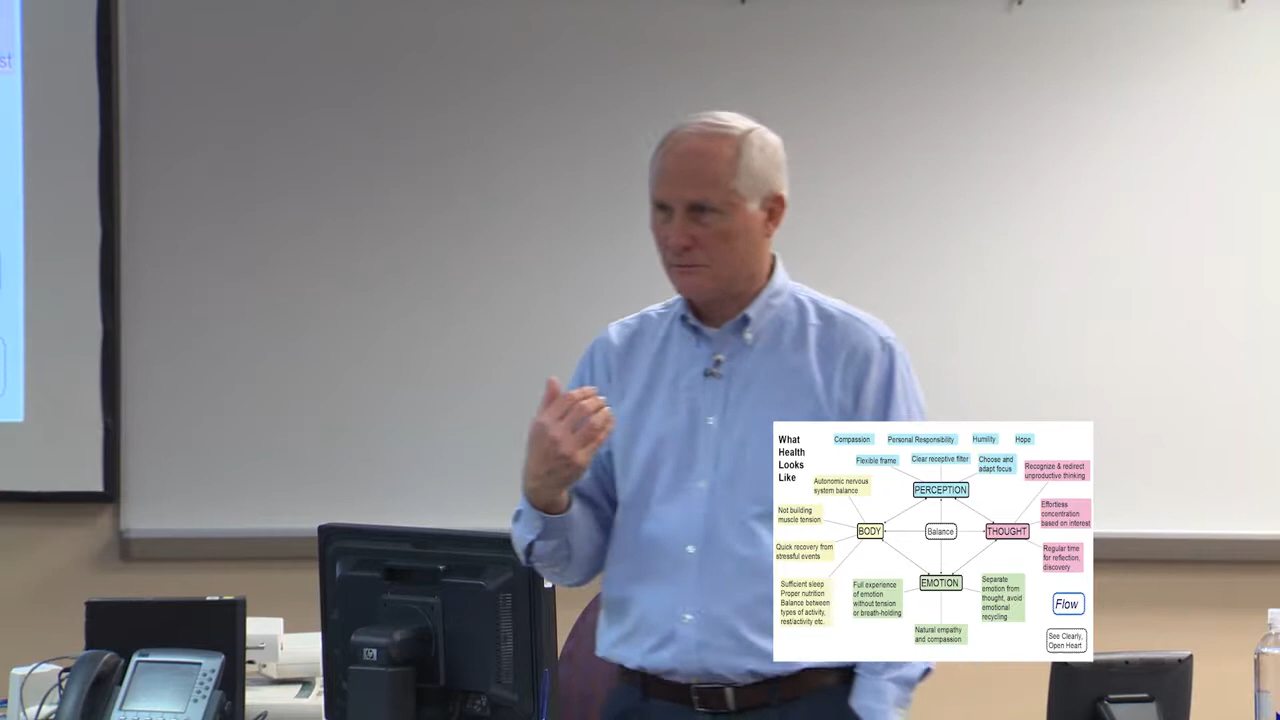 st
What
Health
Looks
Like
Compassion
Personal Responsibility
Humility
Hope
Flexible frame
Clear receptive filter
Choose and
adapt focus
Recognize & redirect
unproductive thinking
Autonomic nervous
system balance
PERCEPTION
Not building
muscle tension
Effortless
concentration
based on interest
BODY
Balance
THOUGHT
Quick recovery from
stressful events
Regular time
for reflection,
discovery
EMOTION
Sufficient sleep
Proper nutrition
Balance between
types of activity,
rest/activity etc.
Full experience
of emotion
without tension
or breath-holding
Separate
emotion from
thought, avoid
emotional
recycling
Flow
Natural empathy
and compassion
See Clearly,
Open Heart
hp